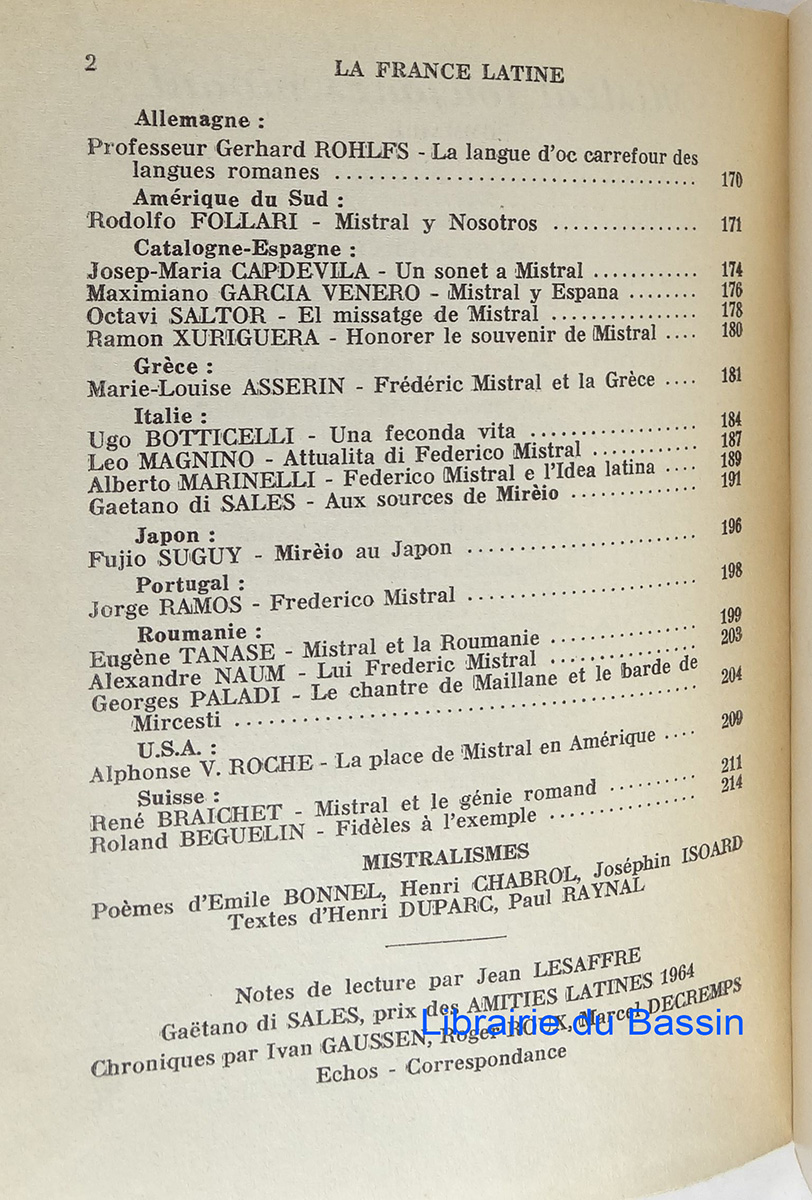 2
LA FRANCE LATINE
Allemagne :
Professeur Gerhard ROHLFS - La langue d'oc carrefour des
langues romanes .................................... 170
Amérique du Sud :
Rodolfo FOLLARI - Mistral y Nosotros ................ 171
Catalogne-Espagne :
Josep-Maria CAPDEVILA - Un sonet a Mistral ............ 174
Maximiano GARCIA VENERO - Mistral y Espana ........ 176
Octavi SALTOR - El missatge de Mistral ................ 178
Ramon XURIGUERA - Honorer le souvenir de Mistral .... 180
Grèce :
Marie-Louise ASSERIN - Frédéric Mistral et la Grèce .... 181
Italie :
Ugo BOTTICELLI - Una feconda vita .................. 184
Leo MAGNINO - Attualita di Federico Mistral ............ 187
Alberto MARINELLI - Federico Mistral e l'Idea latina .... 189
Gaetano di SALES - Aux sources de Mirèio .............. 191
Japon :
Fujio SUGUY - Mirèio au Japon ........................ 196
Portugal :
Jorge RAMOS - Frederico Mistral ........................ 198
Roumanie :
Eugène TANASE - Mistral et la Roumanie ................ 199
Alexandre NAUM - Lui Frederic Mistral ................ 203
Georges PALADI - Le chantre de Maillane et le barde de
Mircesti .............................................. 204
U.S.A. :
Alphonse V. ROCHE - La place de Mistral en Amérique .... 209
Suisse :
René BRAICHET - Mistral et le génie romand .......... 211
Roland BEGUELIN - Fidèles à l'exemple ................ 214
MISTRALISMES
Poèmes d'Emile BONNEL, Henri CHABROL, Joséphin ISOARD
Textes d'Henri DUPARC, Paul RAYNAL
Notes de lecture par Jean LESAFFRE
Gaëtano di SALES, prix des AMITIES LATINES 1964
Chroniques par Ivan GAUSSEN, Roger ROUX, Marcel DECREMPS
Echos - Correspondance
Librairie du Bassin